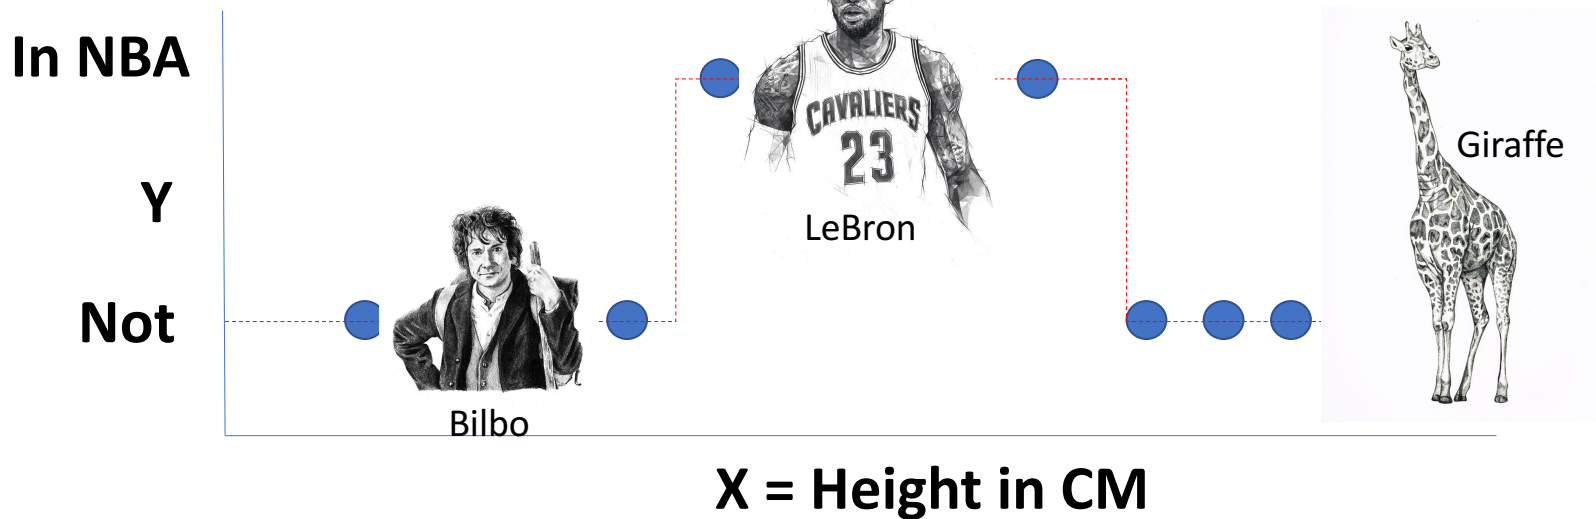 In NBA
CAVALIERS
23
Giraffe
Y
LeBron
Not
Bilbo
X = Height in CM